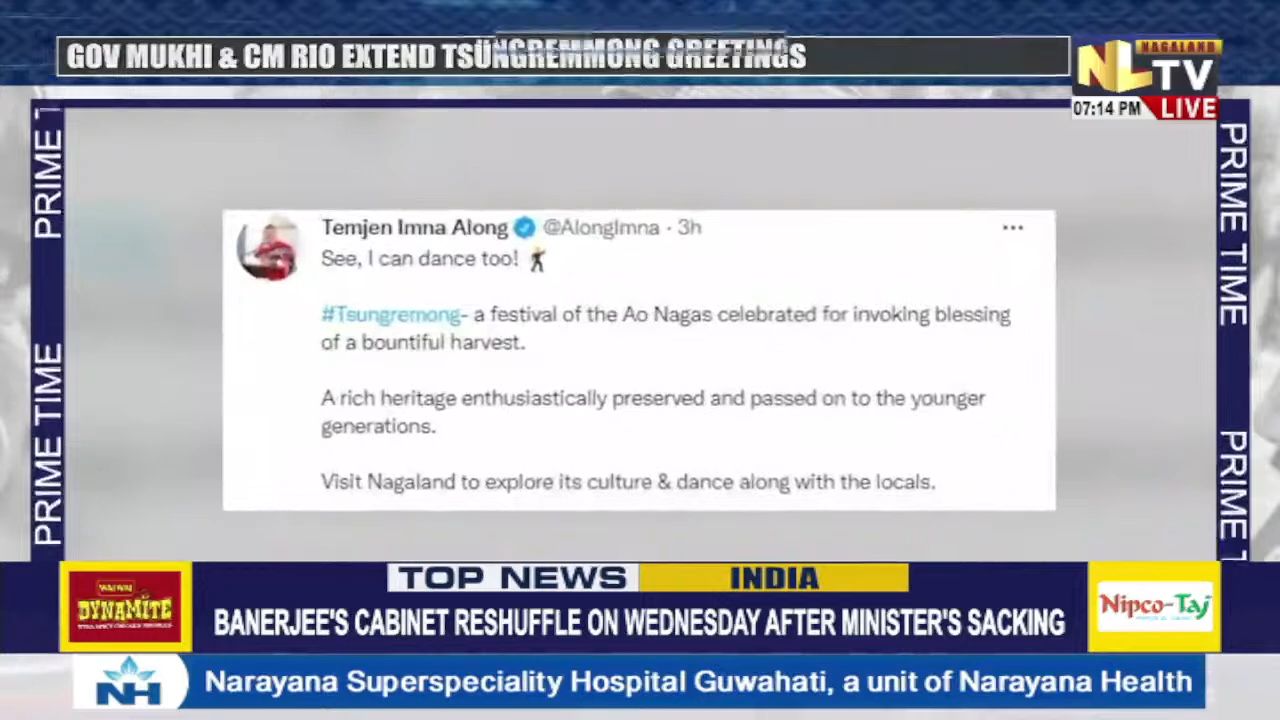 GOV MUKHI & CM RIO EXTEND TSÜNGREMMONG GREETINGS
NAGALAND
NLTV
07:14 PM LIVE
PRIME T
PRIME TIME
PRIME TIME
PRIME T
Temjen Imna Along @AlongImna · 3h
See, I can dance too!
#Tsungremong- a festival of the Ao Nagas celebrated for invoking blessing
of a bountiful harvest.
A rich heritage enthusiastically preserved and passed on to the younger
generations.
Visit Nagaland to explore its culture & dance along with the locals.
TOP NEWS INDIA
WAI WAI
DYNAMITE
BANERJEE'S CABINET RESHUFFLE ON WEDNESDAY AFTER MINISTER'S SACKING
Nipco-Taj
NH Narayana Superspeciality Hospital Guwahati, a unit of Narayana Health